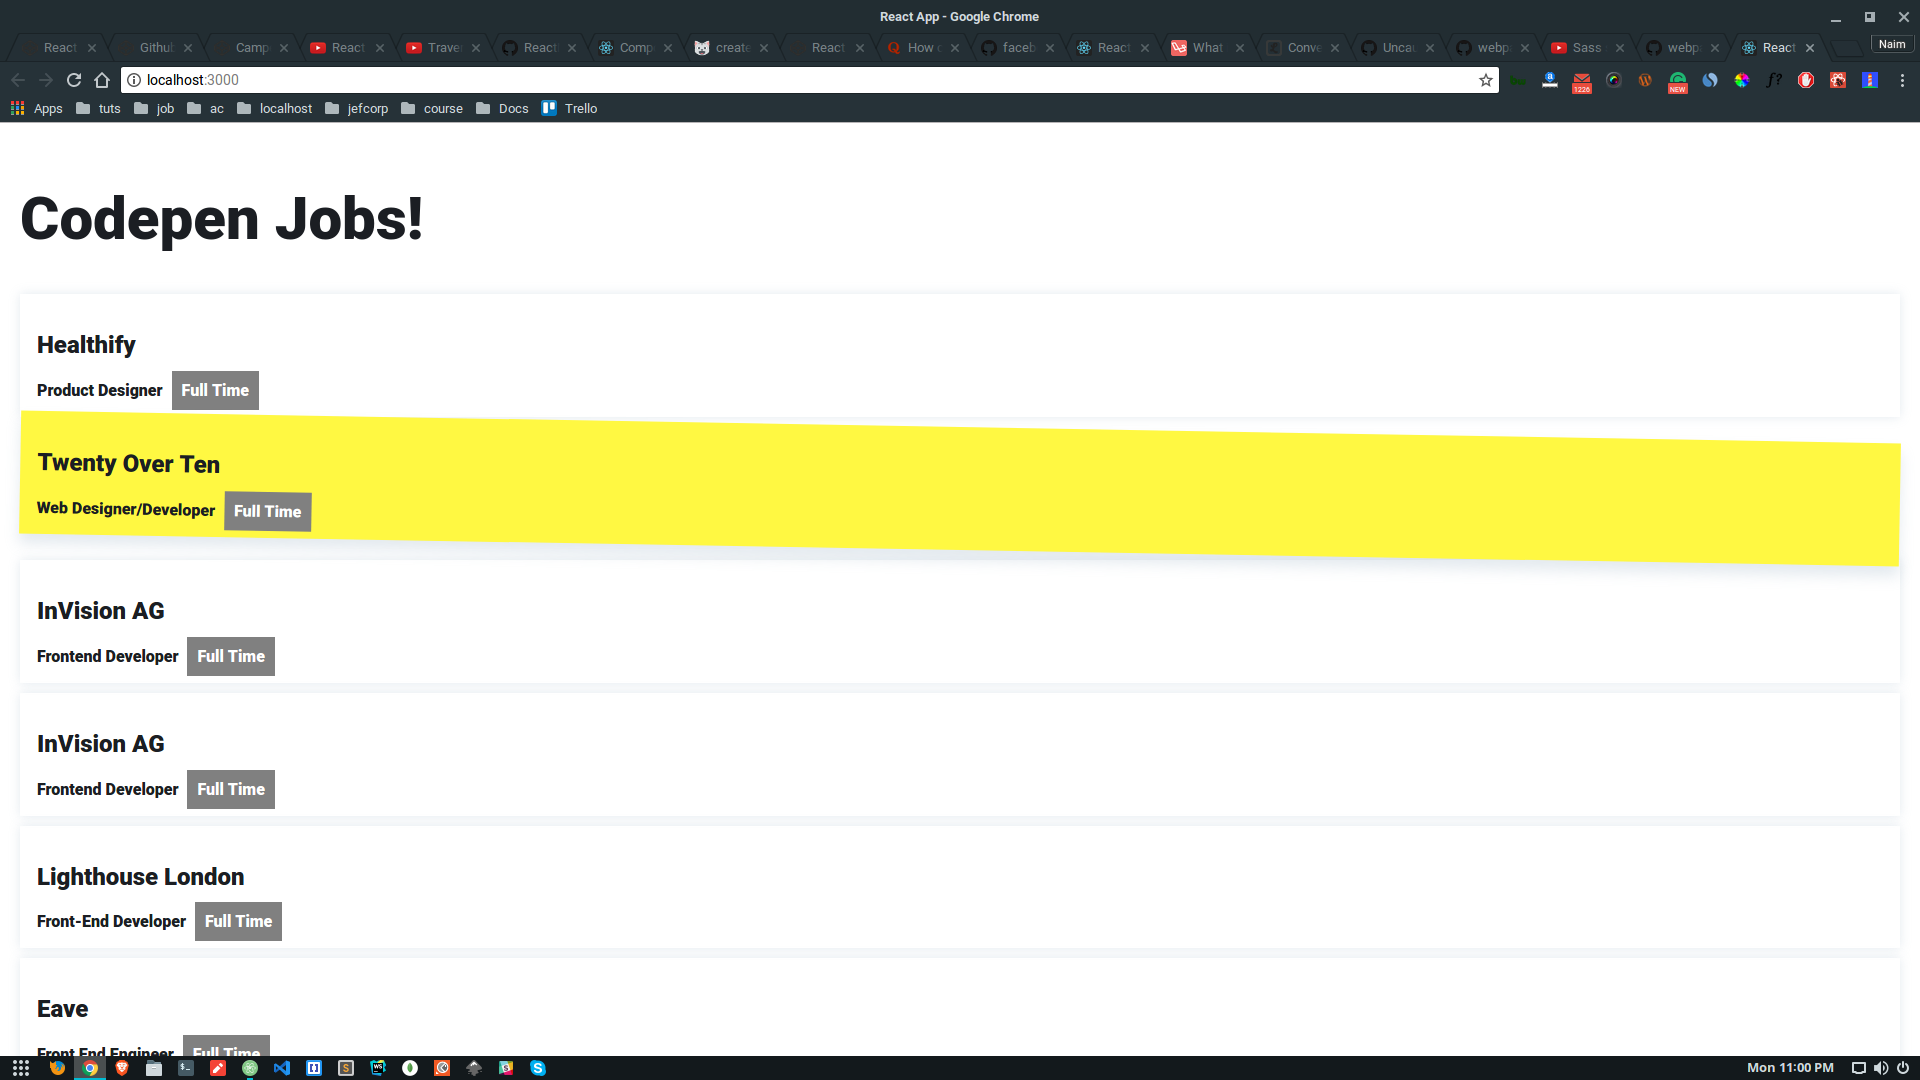 React App - Google Chrome
React Github Camp React Trave React Comp create React How faceb React What Conve Unca webp Sass webp React Naim
localhost:3000 1226 NEW f?
Apps tuts job ac localhost jefcorp course Docs Trello
Codepen Jobs!
Healthify
Product Designer Full Time
Twenty Over Ten
Web Designer/Developer Full Time
InVision AG
Frontend Developer Full Time
InVision AG
Frontend Developer Full Time
Lighthouse London
Front-End Developer Full Time
Eave
Front End Engineer Full Time
Mon 11:00 PM